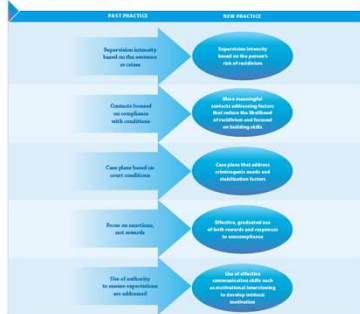 PAST PRACTICE
NEW PRACTICE
Supervision intensity
based on the sentence
or crime
Supervision intensity
based on the person's
risk of recidivism
Contacts focused
on compliance
with conditions
More meaningful
contacts addressing factors
that reduce the likelihood
of recidivism and focused
on building skills
Case plans based on
court conditions
Case plans that address
criminogenic needs and
stabilization factors
Focus on sanctions,
not rewards
Effective, graduated use
of both rewards and responses
to noncompliance
Use of authority
to ensure expectations
are addressed
Use of effective
communication skills such
as motivational interviewing
to develop intrinsic
motivation